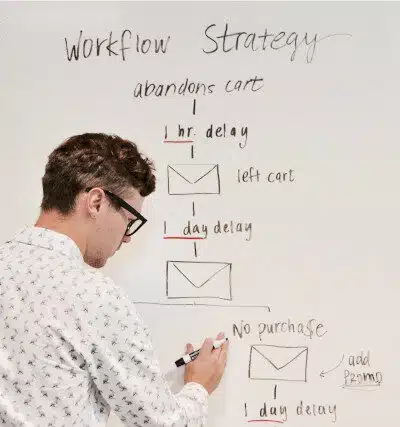 Workflow Strategy
abandons cart
1 hr. delay
left cart
1 day delay
No purchase
add
PROMO
1 day delay